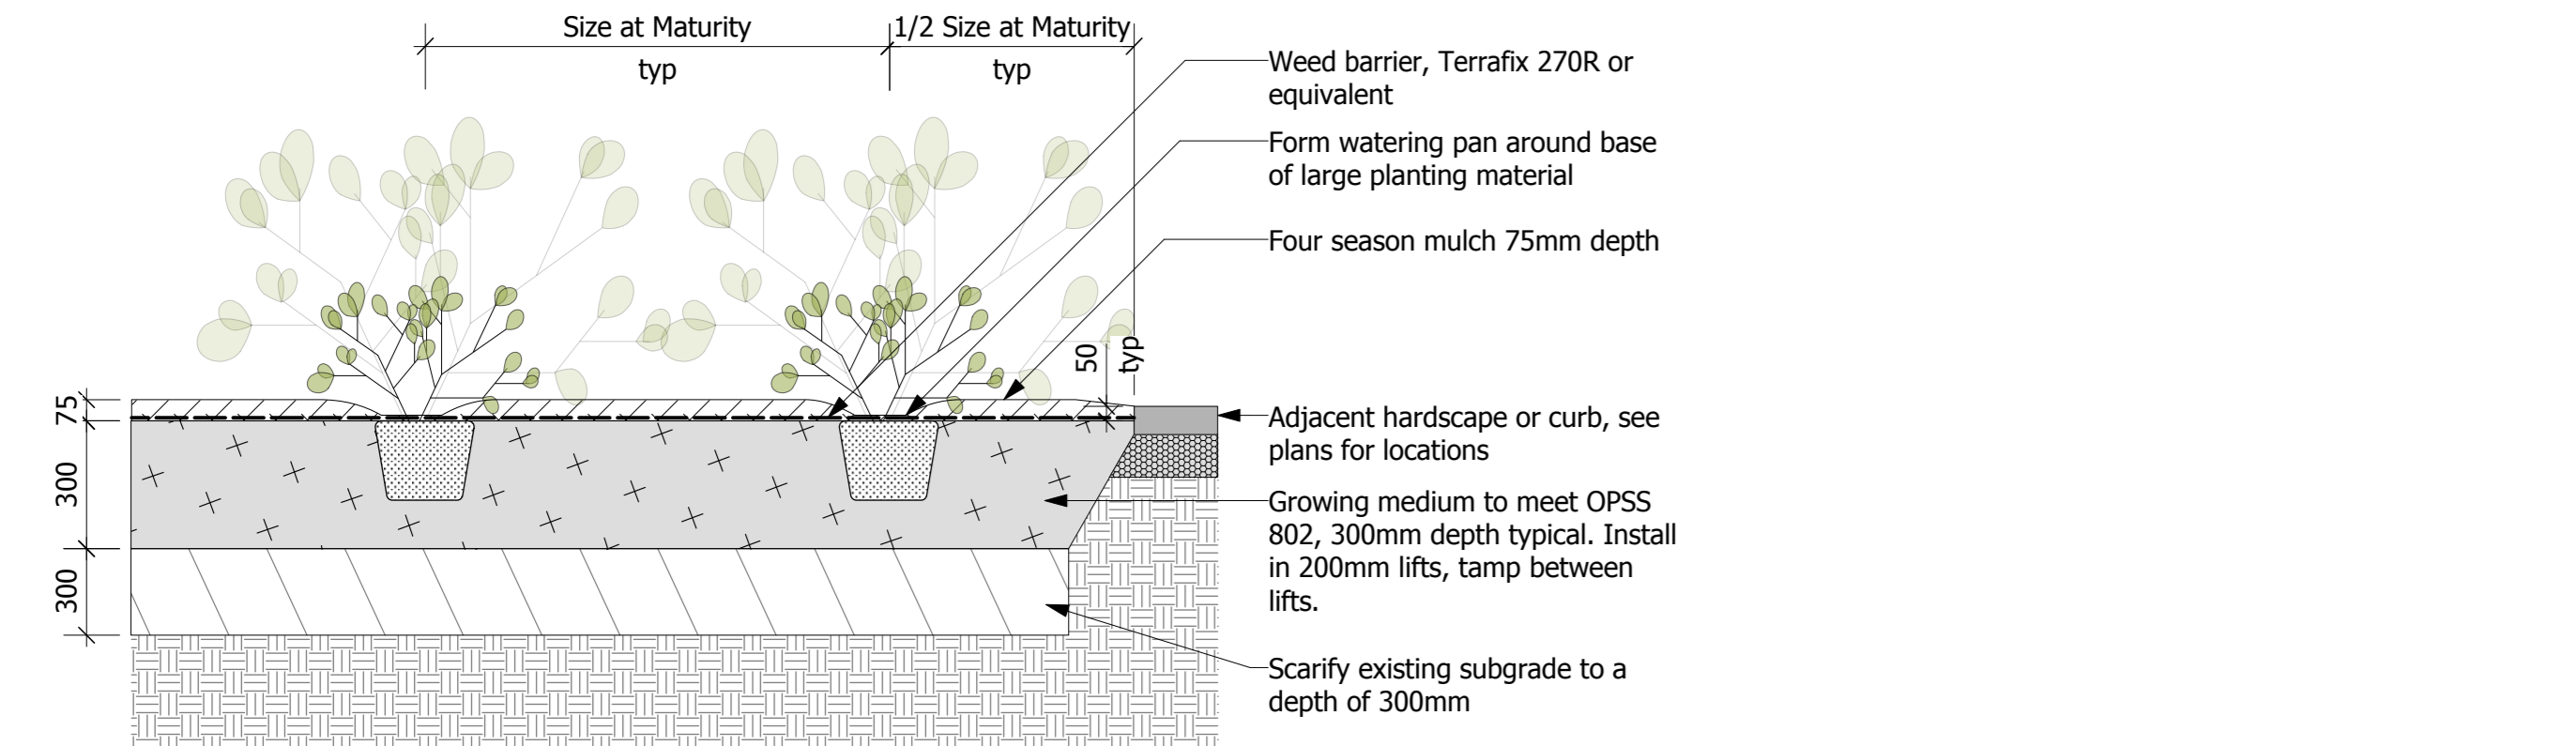 Size at Maturity
typ
1/2 Size at Maturity
typ
Weed barrier, Terrafix 270R or
equivalent
Form watering pan around base
of large planting material
Four season mulch 75mm depth
50
typ
75
300
300
Adjacent hardscape or curb, see
plans for locations
Growing medium to meet OPSS
802, 300mm depth typical. Install
in 200mm lifts, tamp between
lifts.
Scarify existing subgrade to a
depth of 300mm